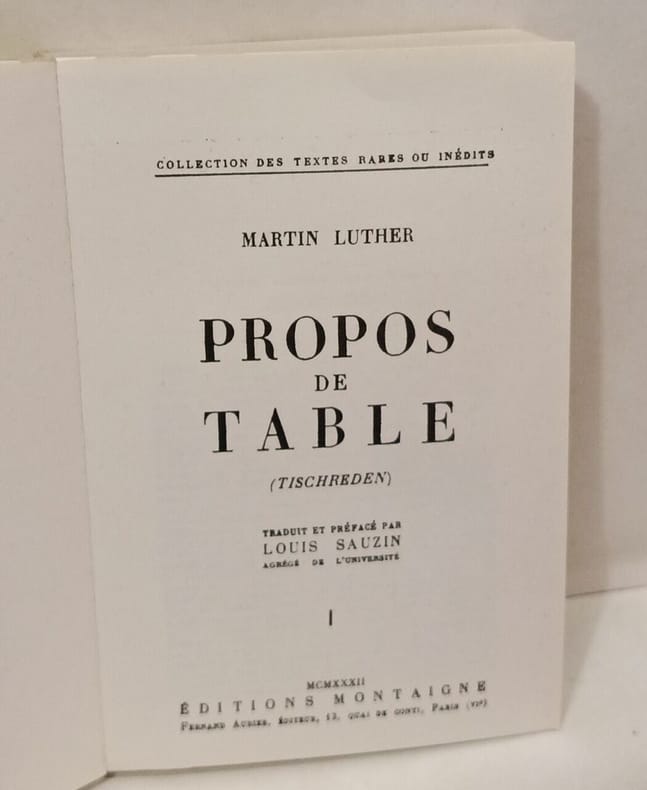 COLLECTION DES TEXTES RARES OU INÉDITS
MARTIN LUTHER
PROPOS
DE
TABLE
(TISCHREDEN)
TRADUIT ET PRÉFACÉ PAR
LOUIS SAUZIN
AGRÉGÉ DE L'UNIVERSITÉ
I
MCMXXXII
ÉDITIONS MONTAIGNE
FERNAND AUBIER, ÉDITEUR, 13, QUAI DE CONTI, PARIS (VIe)